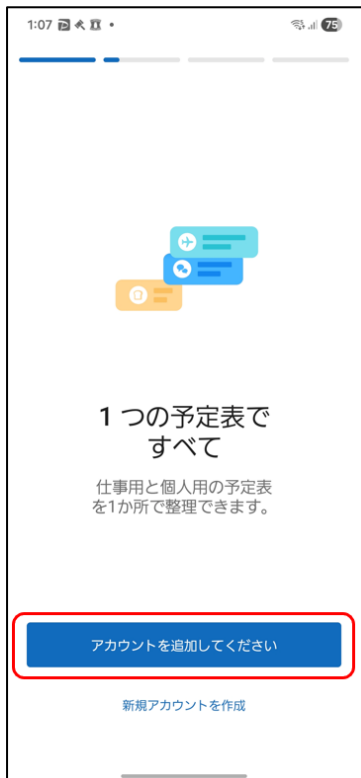 1:07
75
1 つの予定表で
すべて
仕事用と個人用の予定表
を1か所で整理できます。
アカウントを追加してください
新規アカウントを作成